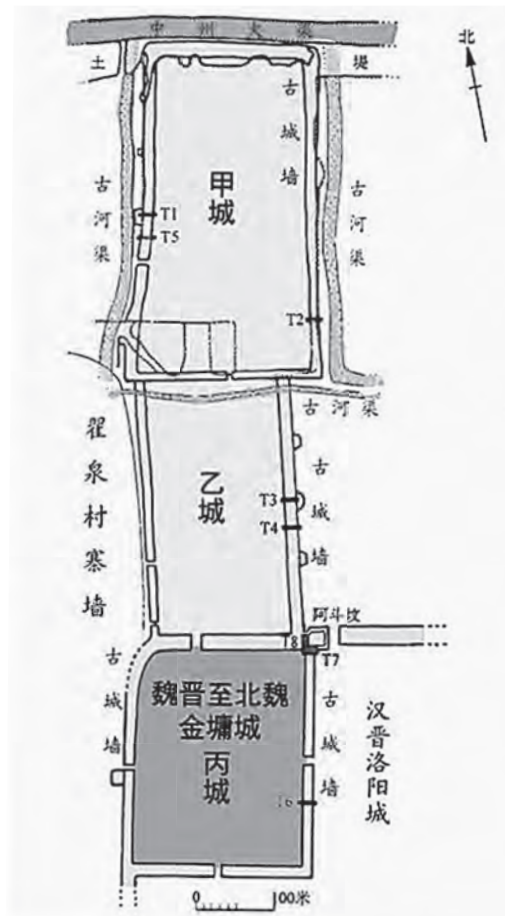 中州大渠
北
土
堤
古城墙
甲城
古河渠
古河渠
T1
T5
T2
古河渠
翟泉村寨墙
乙城
古城墙
T3
T4
阿斗坟
T8
T7
古城墙
魏晋至北魏
金墉城
丙城
古城墙
汉晋洛阳城
T6
0
100米